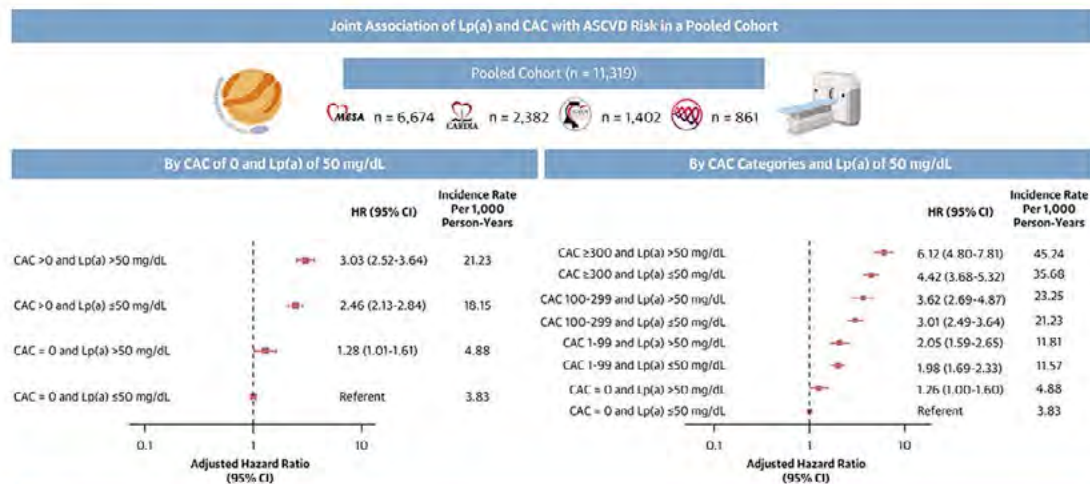 Joint Association of Lp(a) and CAC with ASCVD Risk in a Pooled Cohort
Pooled Cohort (n = 11,319)
MESA n = 6,674 CARDIA n = 2,382 n = 1,402 n = 861
By CAC of 0 and Lp(a) of 50 mg/dL
HR (95% CI) Incidence Rate Per 1,000 Person-Years
CAC >0 and Lp(a) >50 mg/dL 3.03 (2.52-3.64) 21.23
CAC >0 and Lp(a) ≤50 mg/dL 2.46 (2.13-2.84) 18.15
CAC = 0 and Lp(a) >50 mg/dL 1.28 (1.01-1.61) 4.88
CAC = 0 and Lp(a) ≤50 mg/dL Referent 3.83
0.1 1 10
Adjusted Hazard Ratio
(95% CI)
By CAC Categories and Lp(a) of 50 mg/dL
HR (95% CI) Incidence Rate Per 1,000 Person-Years
CAC ≥300 and Lp(a) >50 mg/dL 6.12 (4.80-7.81) 45.74
CAC ≥300 and Lp(a) ≤50 mg/dL 4.42 (3.68-5.32) 35.68
CAC 100-299 and Lp(a) >50 mg/dL 3.62 (2.69-4.87) 23.25
CAC 100-299 and Lp(a) ≤50 mg/dL 3.01 (2.49-3.64) 21.23
CAC 1-99 and Lp(a) >50 mg/dL 2.05 (1.59-2.65) 11.81
CAC 1-99 and Lp(a) ≤50 mg/dL 1.98 (1.69-2.33) 11.57
CAC = 0 and Lp(a) >50 mg/dL 1.26 (1.00-1.60) 4.88
CAC = 0 and Lp(a) ≤50 mg/dL Referent 3.83
0.1 1 10
Adjusted Hazard Ratio
(95% CI)